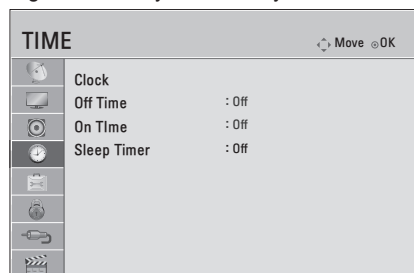 TIME
Move ⊙OK
Clock
Off Time : Off
On TIme : Off
Sleep Timer : Off